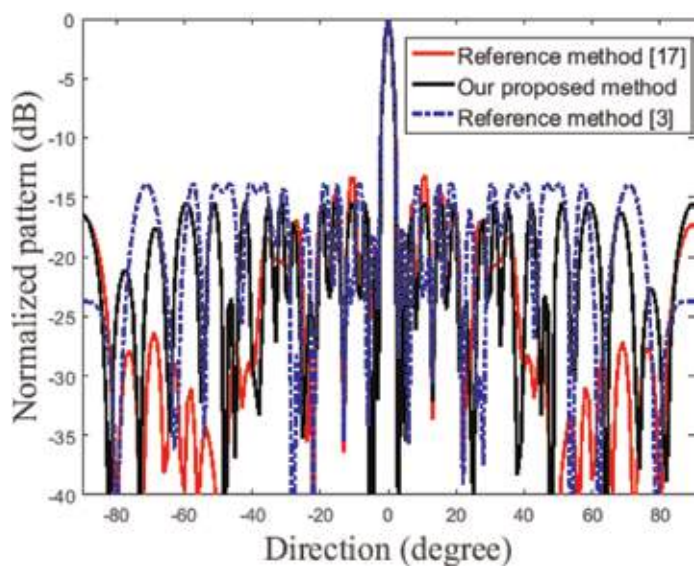 0
-5
-10
-15
-20
-25
-30
-35
-40
Normalized pattern (dB)
Reference method [17]
Our proposed method
Reference method [3]
-80 -60 -40 -20 0 20 40 60 80
Direction (degree)